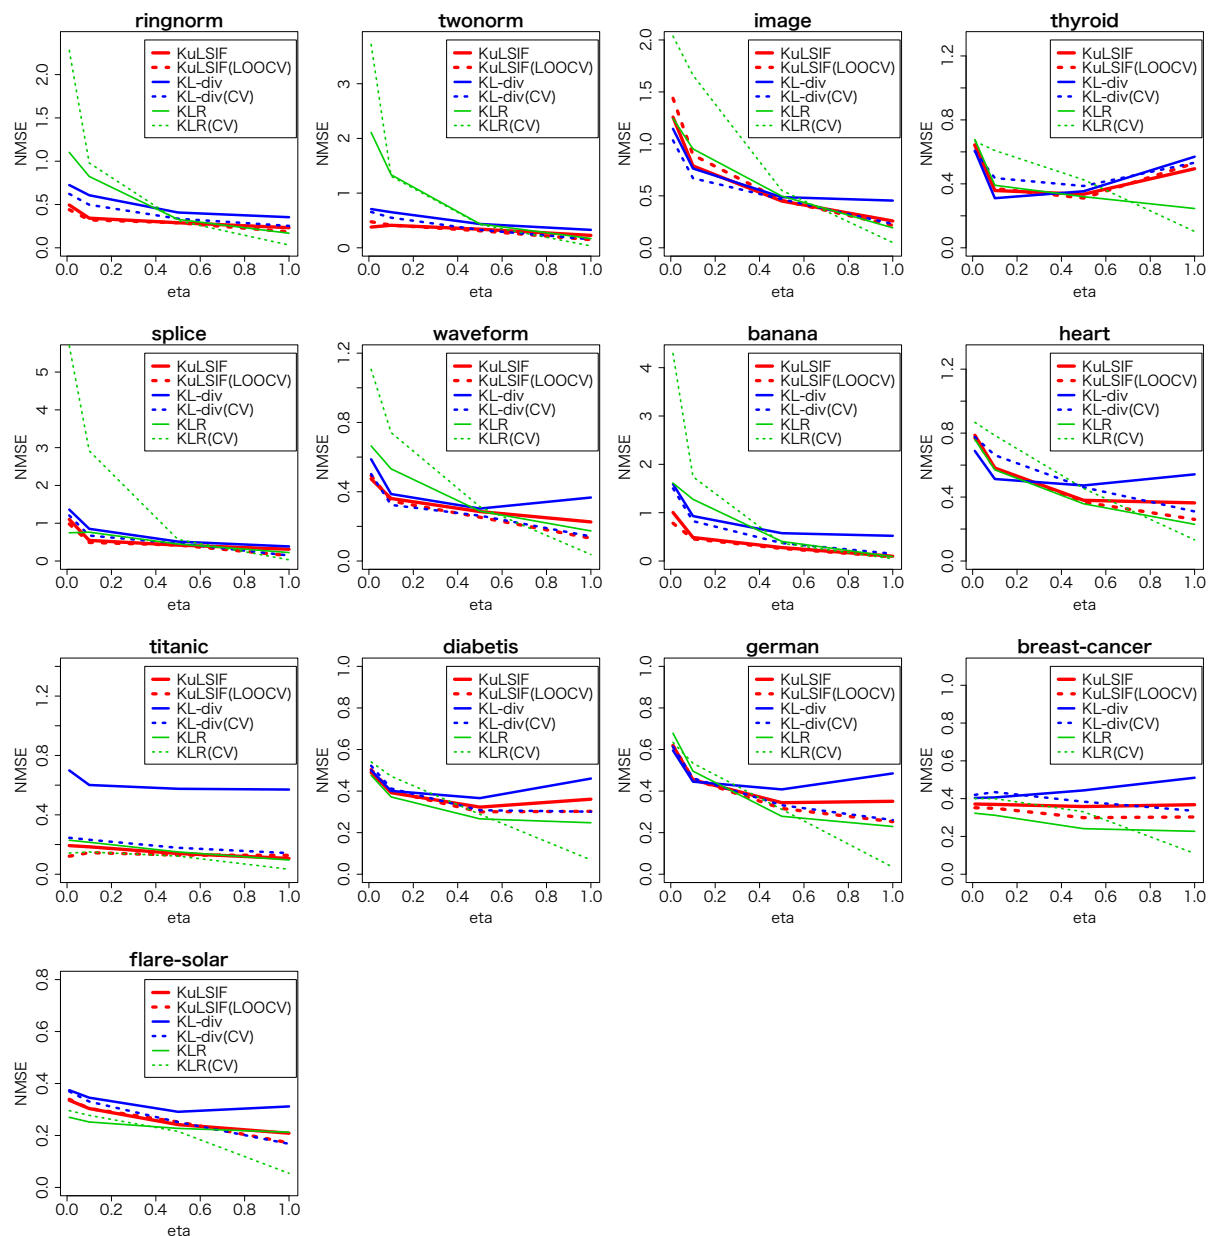 ringnorm
NMSE
0.0 0.5 1.0 1.5 2.0
KuLSIF
KuLSIF(LOOCV)
KL-div
KL-div(CV)
KLR
KLR(CV)
0.0 0.2 0.4 0.6 0.8 1.0
eta
twonorm
NMSE
0 1 2 3
KuLSIF
KuLSIF(LOOCV)
KL-div
KL-div(CV)
KLR
KLR(CV)
0.0 0.2 0.4 0.6 0.8 1.0
eta
image
NMSE
0.0 0.5 1.0 1.5 2.0
KuLSIF
KuLSIF(LOOCV)
KL-div
KL-div(CV)
KLR
KLR(CV)
0.0 0.2 0.4 0.6 0.8 1.0
eta
thyroid
NMSE
0.0 0.4 0.8 1.2
KuLSIF
KuLSIF(LOOCV)
KL-div
KL-div(CV)
KLR
KLR(CV)
0.0 0.2 0.4 0.6 0.8 1.0
eta
splice
NMSE
0 1 2 3 4 5
KuLSIF
KuLSIF(LOOCV)
KL-div
KL-div(CV)
KLR
KLR(CV)
0.0 0.2 0.4 0.6 0.8 1.0
eta
waveform
NMSE
0.0 0.4 0.8 1.2
KuLSIF
KuLSIF(LOOCV)
KL-div
KL-div(CV)
KLR
KLR(CV)
0.0 0.2 0.4 0.6 0.8 1.0
eta
banana
NMSE
0 1 2 3 4
KuLSIF
KuLSIF(LOOCV)
KL-div
KL-div(CV)
KLR
KLR(CV)
0.0 0.2 0.4 0.6 0.8 1.0
eta
heart
NMSE
0.0 0.4 0.8 1.2
KuLSIF
KuLSIF(LOOCV)
KL-div
KL-div(CV)
KLR
KLR(CV)
0.0 0.2 0.4 0.6 0.8 1.0
eta
titanic
NMSE
0.0 0.4 0.8 1.2
KuLSIF
KuLSIF(LOOCV)
KL-div
KL-div(CV)
KLR
KLR(CV)
0.0 0.2 0.4 0.6 0.8 1.0
eta
diabetis
NMSE
0.0 0.2 0.4 0.6 0.8 1.0
KuLSIF
KuLSIF(LOOCV)
KL-div
KL-div(CV)
KLR
KLR(CV)
0.0 0.2 0.4 0.6 0.8 1.0
eta
german
NMSE
0.0 0.2 0.4 0.6 0.8 1.0
KuLSIF
KuLSIF(LOOCV)
KL-div
KL-div(CV)
KLR
KLR(CV)
0.0 0.2 0.4 0.6 0.8 1.0
eta
breast-cancer
NMSE
0.0 0.2 0.4 0.6 0.8 1.0
KuLSIF
KuLSIF(LOOCV)
KL-div
KL-div(CV)
KLR
KLR(CV)
0.0 0.2 0.4 0.6 0.8 1.0
eta
flare-solar
NMSE
0.0 0.2 0.4 0.6 0.8
KuLSIF
KuLSIF(LOOCV)
KL-div
KL-div(CV)
KLR
KLR(CV)
0.0 0.2 0.4 0.6 0.8 1.0
eta